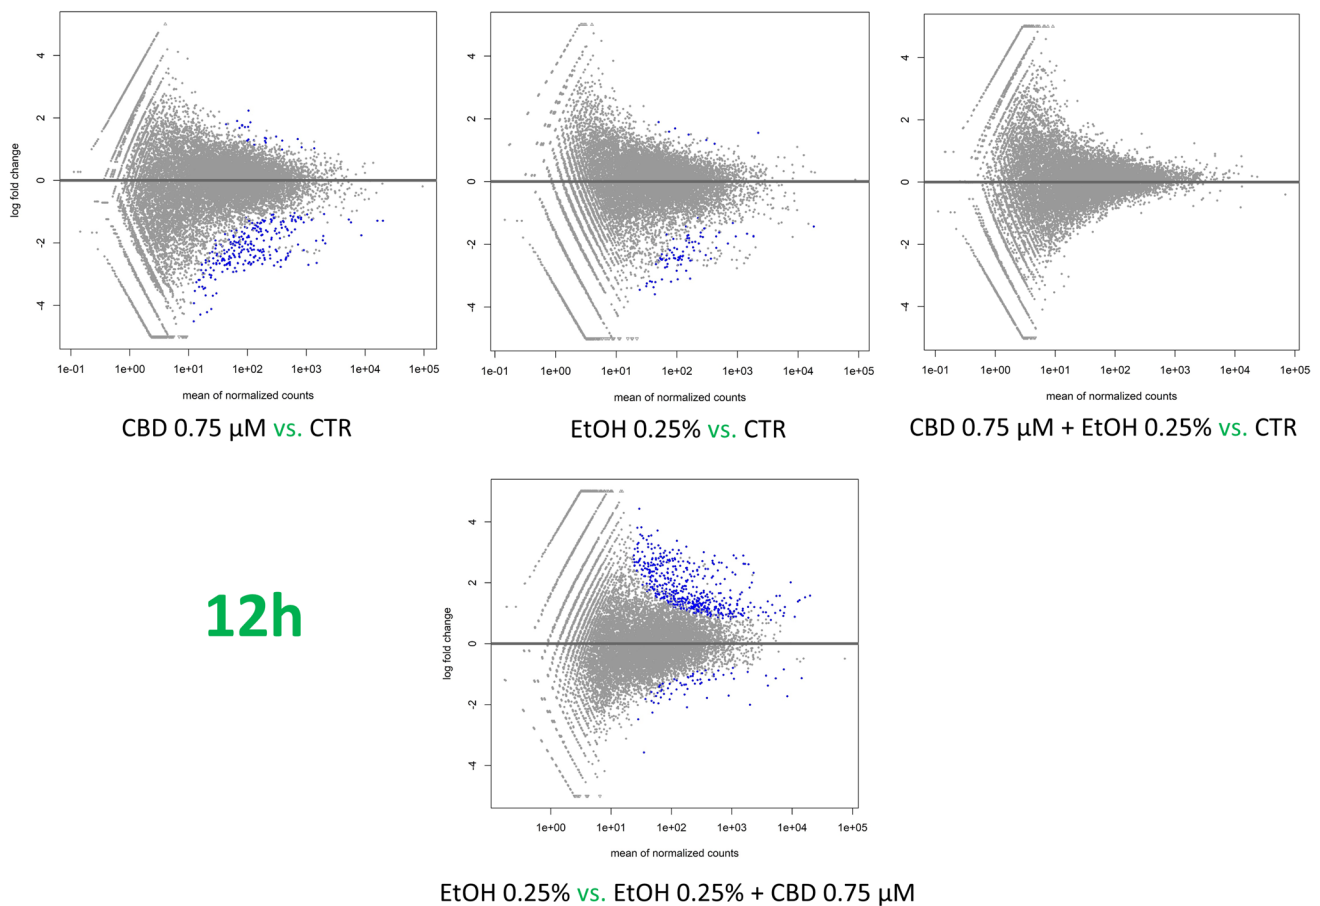 4
2
0
-2
-4
log fold change
1e-01 1e+00 1e+01 1e+02 1e+03 1e+04 1e+05
mean of normalized counts
CBD 0.75 µM vs. CTR
4
2
0
-2
-4
1e-01 1e+00 1e+01 1e+02 1e+03 1e+04 1e+05
mean of normalized counts
EtOH 0.25% vs. CTR
4
2
0
-2
-4
1e-01 1e+00 1e+01 1e+02 1e+03 1e+04 1e+05
mean of normalized counts
CBD 0.75 µM + EtOH 0.25% vs. CTR
12h
4
2
0
-2
-4
log fold change
1e+00 1e+01 1e+02 1e+03 1e+04 1e+05
mean of normalized counts
EtOH 0.25% vs. EtOH 0.25% + CBD 0.75 µM